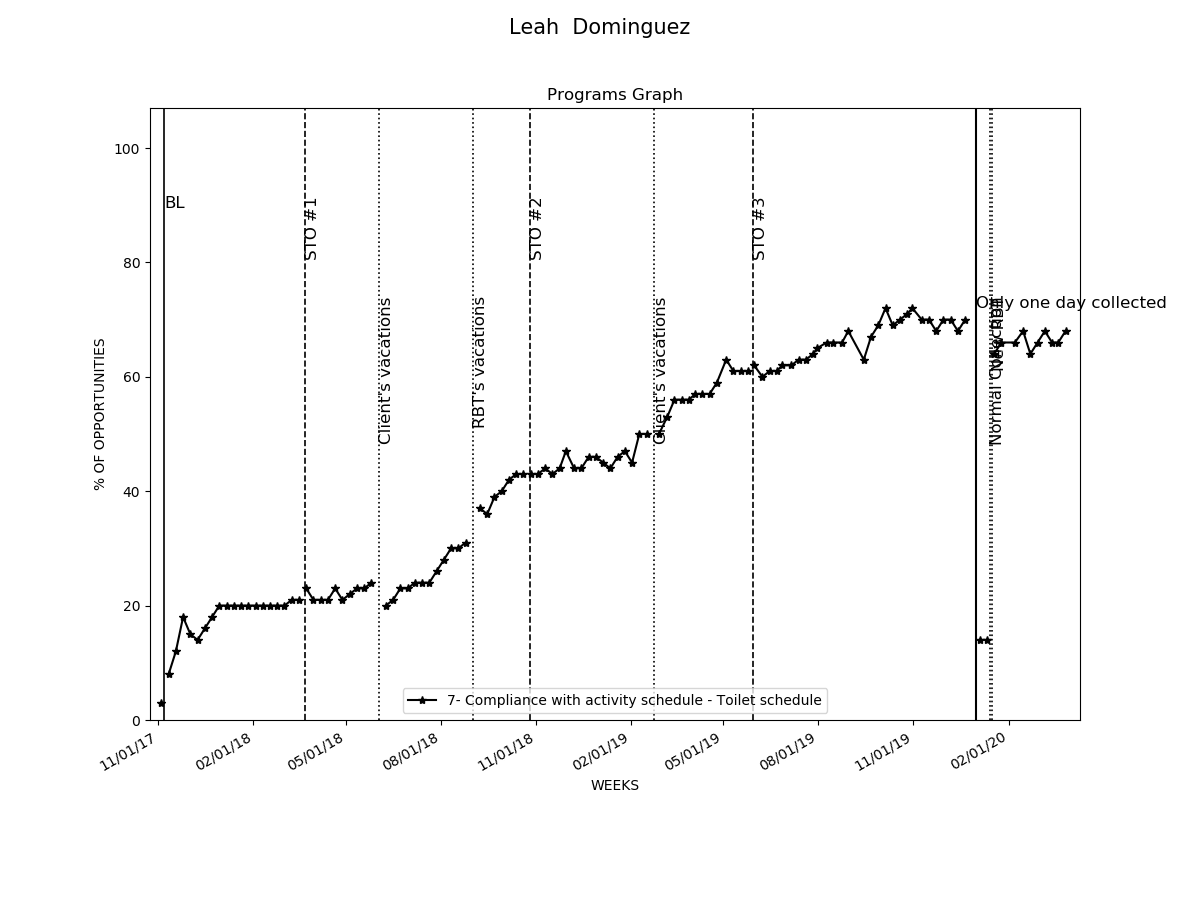 Leah Dominguez
Programs Graph
% OF OPPORTUNITIES
100
80
60
40
20
0
BL
STO #1
Client's vacations
RBT's vacations
STO #2
Client's vacations
STO #3
Only one day collected
Normal
7- Compliance with activity schedule - Toilet schedule
11/01/17
02/01/18
05/01/18
08/01/18
11/01/18
02/01/19
05/01/19
08/01/19
11/01/19
02/01/20
WEEKS